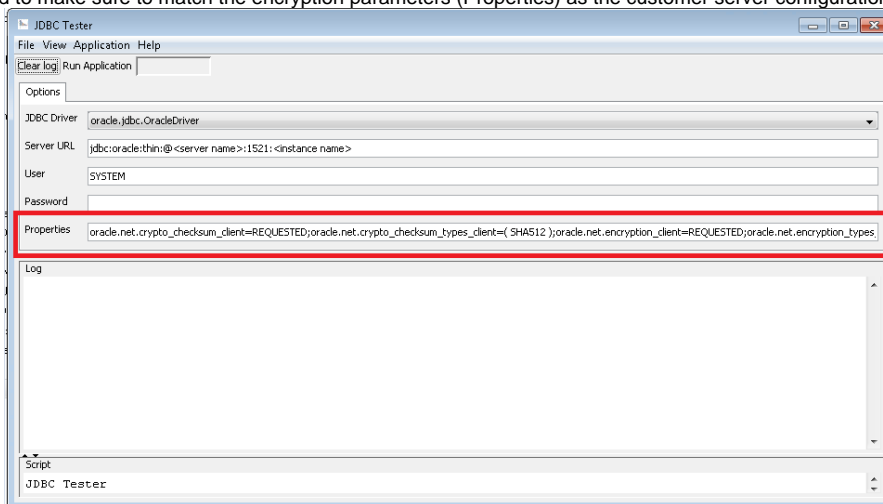 d to make sure to match the encryption parameters (Properties) as the customer server configuration
JDBC Tester
File View Application Help
Clear log Run Application
Options
JDBC Driver oracle.jdbc.OracleDriver
Server URL jdbc:oracle:thin:@<server name>:1521:<instance name>
User SYSTEM
Password
Properties oracle.net.crypto_checksum_client=REQUESTED;oracle.net.crypto_checksum_types_client=( SHA512 );oracle.net.encryption_client=REQUESTED;oracle.net.encryption_types_
Log
Script
JDBC Tester